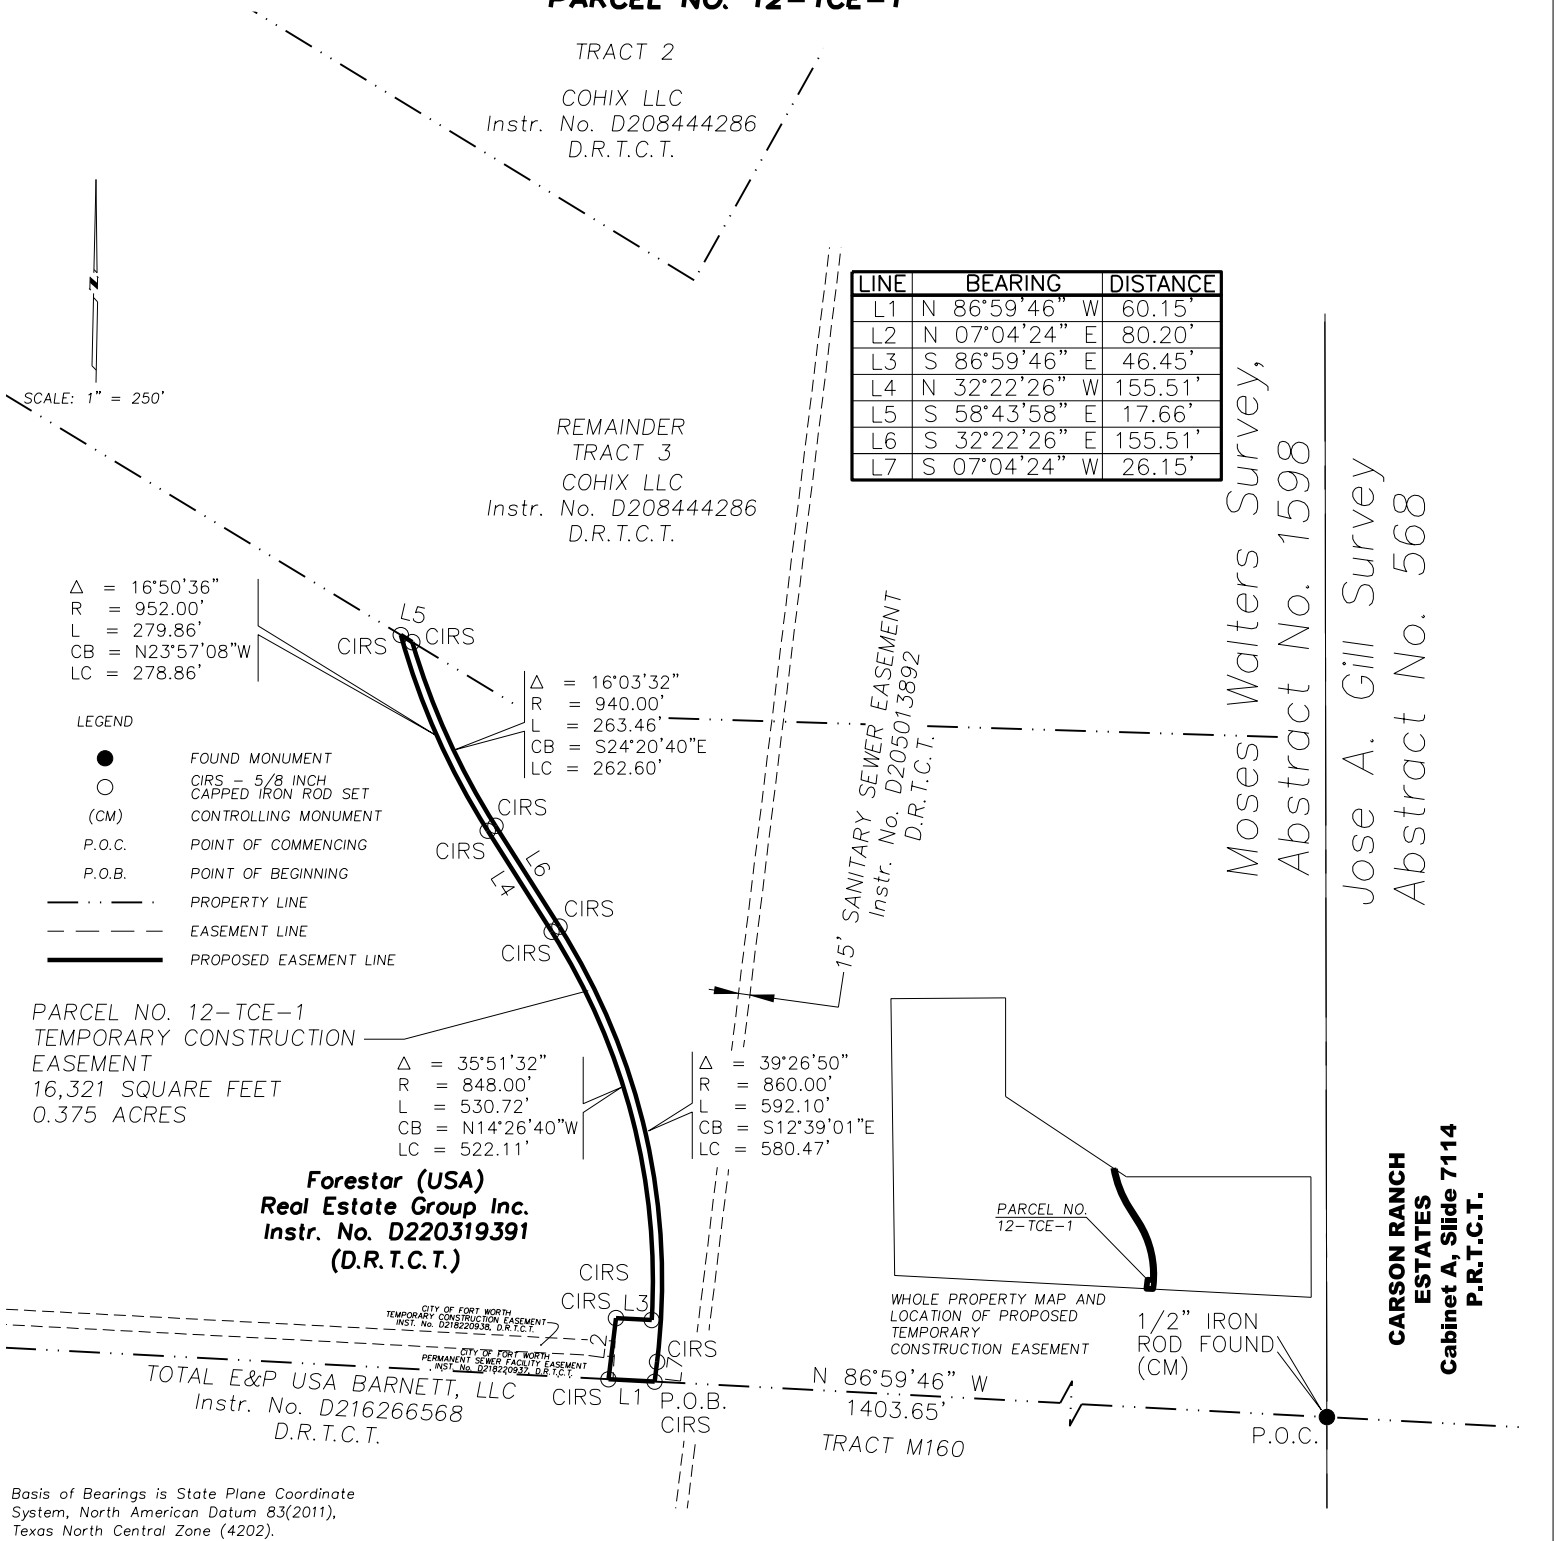 PARCEL NO. 12-TCE-1
TRACT 2
COHIX LLC
Instr. No. D208444286
D.R.T.C.T.
N
SCALE: 1" = 250'
LINE BEARING DISTANCE
L1 N 86°59'46" W 60.15'
L2 N 07°04'24" E 80.20'
L3 S 86°59'46" E 46.45'
L4 N 32°22'26" W 155.51'
L5 S 58°43'58" E 17.66'
L6 S 32°22'26" E 155.51'
L7 S 07°04'24" W 26.15'
REMAINDER
TRACT 3
COHIX LLC
Instr. No. D208444286
D.R.T.C.T.
Moses Walters Survey,
Abstract No. 1598
Jose A. Gill Survey
Abstract No. 568
Δ = 16°50'36"
R = 952.00'
L = 279.86'
CB = N23°57'08"W
LC = 278.86'
L5
CIRS
CIRS
Δ = 16°03'32"
R = 940.00'
L = 263.46'
CB = S24°20'40"E
LC = 262.60'
15' SANITARY SEWER EASEMENT
Instr. No. D205013892
D.R.T.C.T.
LEGEND
FOUND MONUMENT
CIRS - 5/8 INCH
CAPPED IRON ROD SET
(CM) CONTROLLING MONUMENT
P.O.C. POINT OF COMMENCING
P.O.B. POINT OF BEGINNING
PROPERTY LINE
EASEMENT LINE
PROPOSED EASEMENT LINE
CIRS
CIRS
L6
L4
CIRS
CIRS
PARCEL NO. 12-TCE-1
TEMPORARY CONSTRUCTION
EASEMENT
16,321 SQUARE FEET
0.375 ACRES
Δ = 35°51'32"
R = 848.00'
L = 530.72'
CB = N14°26'40"W
LC = 522.11'
Δ = 39°26'50"
R = 860.00'
L = 592.10'
CB = S12°39'01"E
LC = 580.47'
Forestar (USA)
Real Estate Group Inc.
Instr. No. D220319391
(D.R.T.C.T.)
PARCEL NO.
12-TCE-1
WHOLE PROPERTY MAP AND
LOCATION OF PROPOSED
TEMPORARY
CONSTRUCTION EASEMENT
CARSON RANCH
ESTATES
Cabinet A, Slide 7114
P.R.T.C.T.
CIRS
CIRS
L3
L2
CITY OF FORT WORTH
TEMPORARY CONSTRUCTION EASEMENT
INST. No. D218220938, D.R.T.C.T.
CITY OF FORT WORTH
PERMANENT SEWER FACILITY EASEMENT
INST. No. D218220937, D.R.T.C.T.
CIRS
L7
CIRS
L1
P.O.B.
CIRS
TOTAL E&P USA BARNETT, LLC
Instr. No. D216266568
D.R.T.C.T.
N 86°59'46" W
1403.65'
TRACT M160
1/2" IRON
ROD FOUND
(CM)
P.O.C.
Basis of Bearings is State Plane Coordinate
System, North American Datum 83(2011),
Texas North Central Zone (4202).